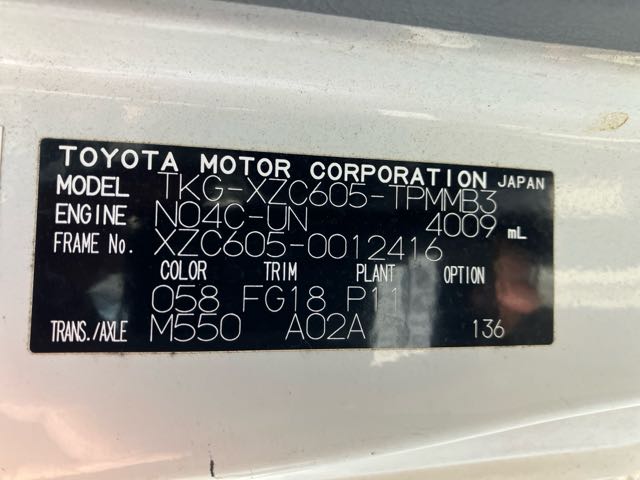 TOYOTA MOTOR CORPORATION JAPAN
MODEL TKG-XZC605-TPMMB3
ENGINE N04C-UN 4009 mL
FRAME No. XZC605-0012416
COLOR TRIM PLANT OPTION
058 FG18 P11
TRANS./AXLE M550 A02A 136